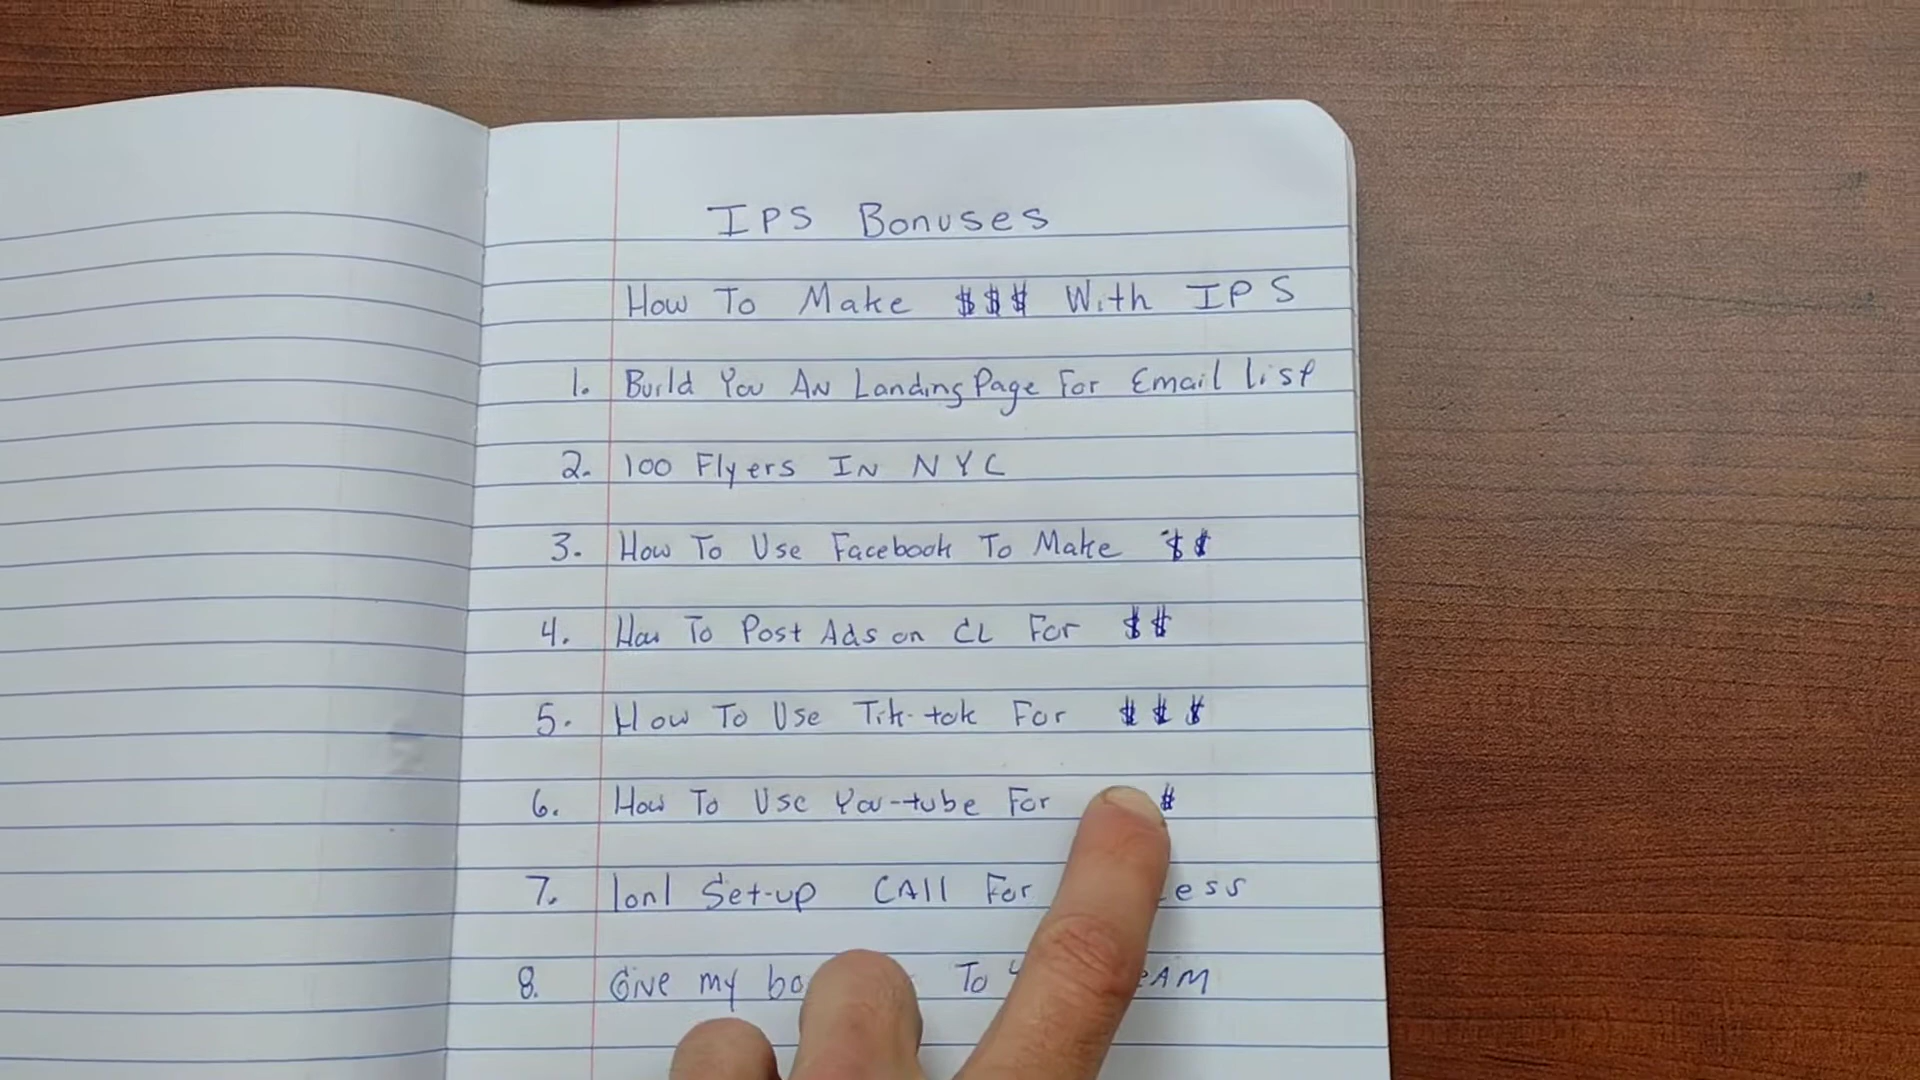 IPS Bonuses
How To Make $$$ With IPS
1. Build You An Landing Page For Email list
2. 100 Flyers IN NYC
3. How To Use Facebook To Make $$
4. How To Post Ads on CL For $$
5. How To Use Tik-tok For $$$
6. How To Use You-tube For $
7. 1on1 Set-up CALL For
8. Give my To